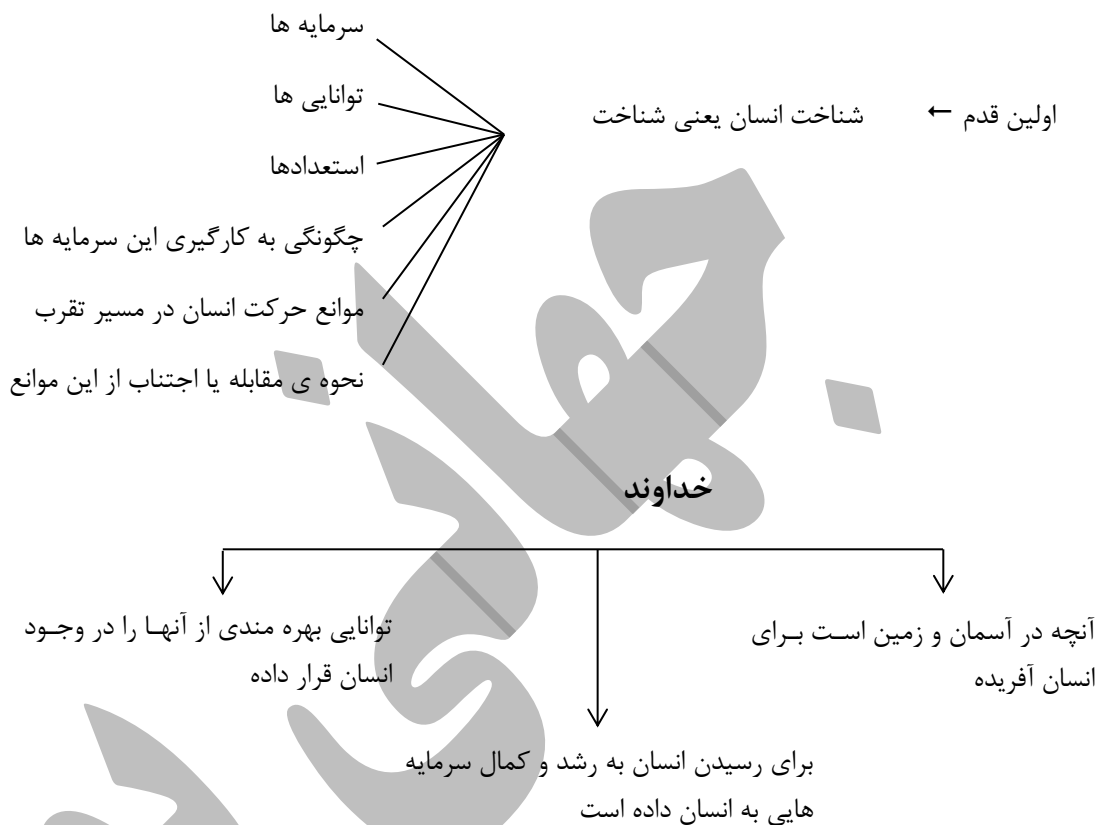 اولین قدم ← شناخت انسان یعنی شناخت
سرمایه ها
توانایی ها
استعدادها
چگونگی به کارگیری این سرمایه ها
موانع حرکت انسان در مسیر تقرب
نحوه ی مقابله یا اجتناب از این موانع
خداوند
آنچه در آسمان و زمین است برای
انسان آفریده
برای رسیدن انسان به رشد و کمال سرمایه
هایی به انسان داده است
توانایی بهره مندی از آنها را در وجود
انسان قرار داده